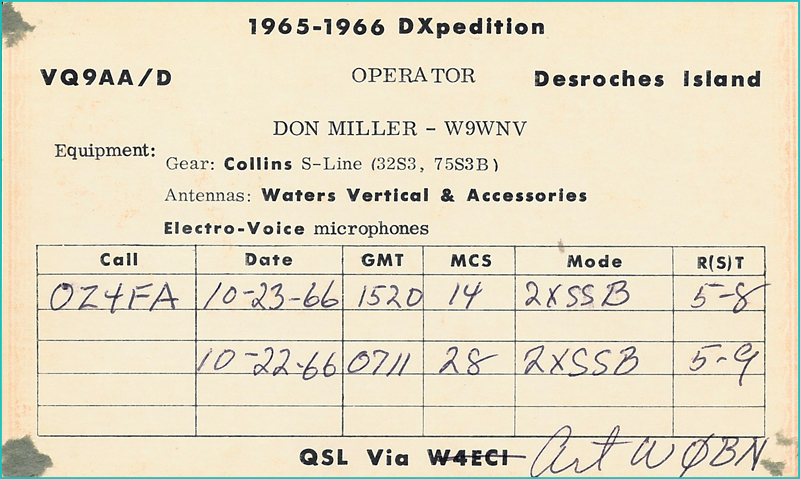 1965-1966 DXpedition
VQ9AA/D OPERATOR Desroches Island
DON MILLER - W9WNV
Equipment:
Gear: Collins S-Line (32S3, 75S3B)
Antennas: Waters Vertical & Accessories
Electro-Voice microphones
Call Date GMT MCS Mode R(S)T
OZ4FA 10-23-66 1520 14 2XSSB 5-8
10-22-66 0711 28 2XSSB 5-9
QSL Via W4ECI Art WØBN